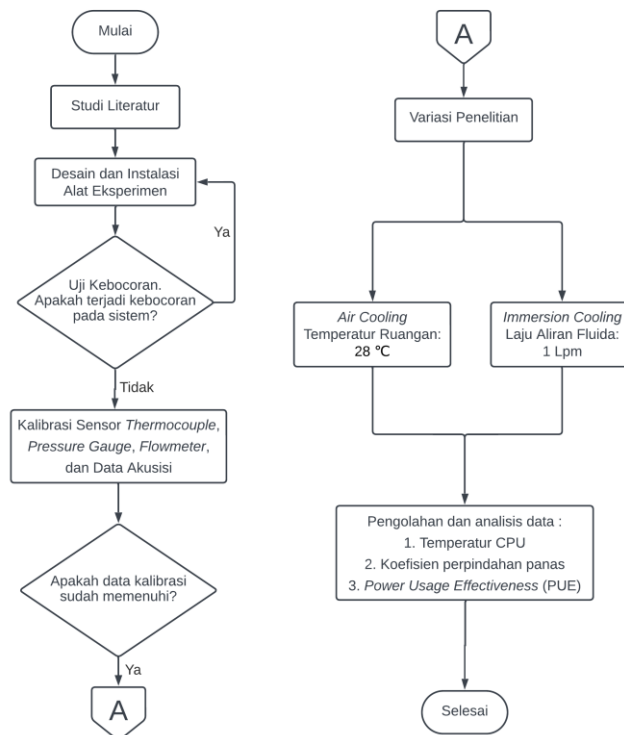 Mulai
Studi Literatur
Desain dan Instalasi
Alat Eksperimen
Ya
Uji Kebocoran.
Apakah terjadi kebocoran
pada sistem?
Tidak
Kalibrasi Sensor Thermocouple,
Pressure Gauge, Flowmeter,
dan Data Akusisi
Apakah data kalibrasi
sudah memenuhi?
Ya
A
A
Variasi Penelitian
Air Cooling
Temperatur Ruangan:
28 ℃
Immersion Cooling
Laju Aliran Fluida:
1 Lpm
Pengolahan dan analisis data :
1. Temperatur CPU
2. Koefisien perpindahan panas
3. Power Usage Effectiveness (PUE)
Selesai